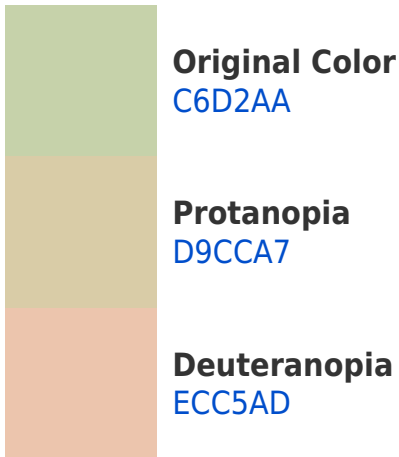 Original Color
C6D2AA
Protanopia
D9CCA7
Deuteranopia
ECC5AD